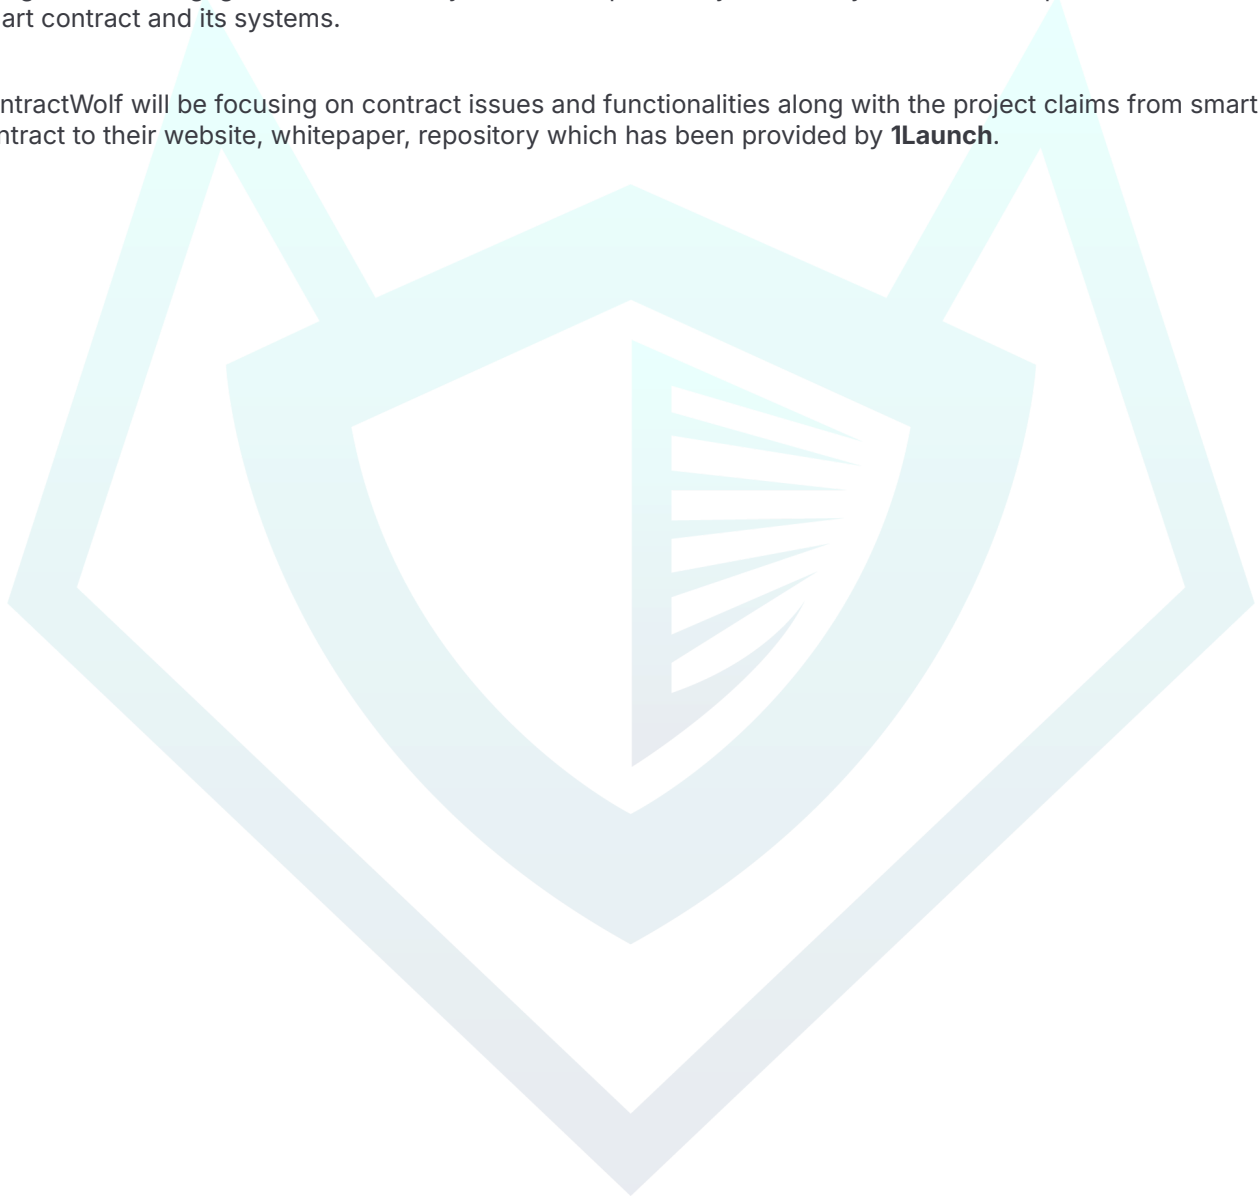 art contract and its systems.
ntractWolf will be focusing on contract issues and functionalities along with the project claims from smart
ntract to their website, whitepaper, repository which has been provided by 1Launch.